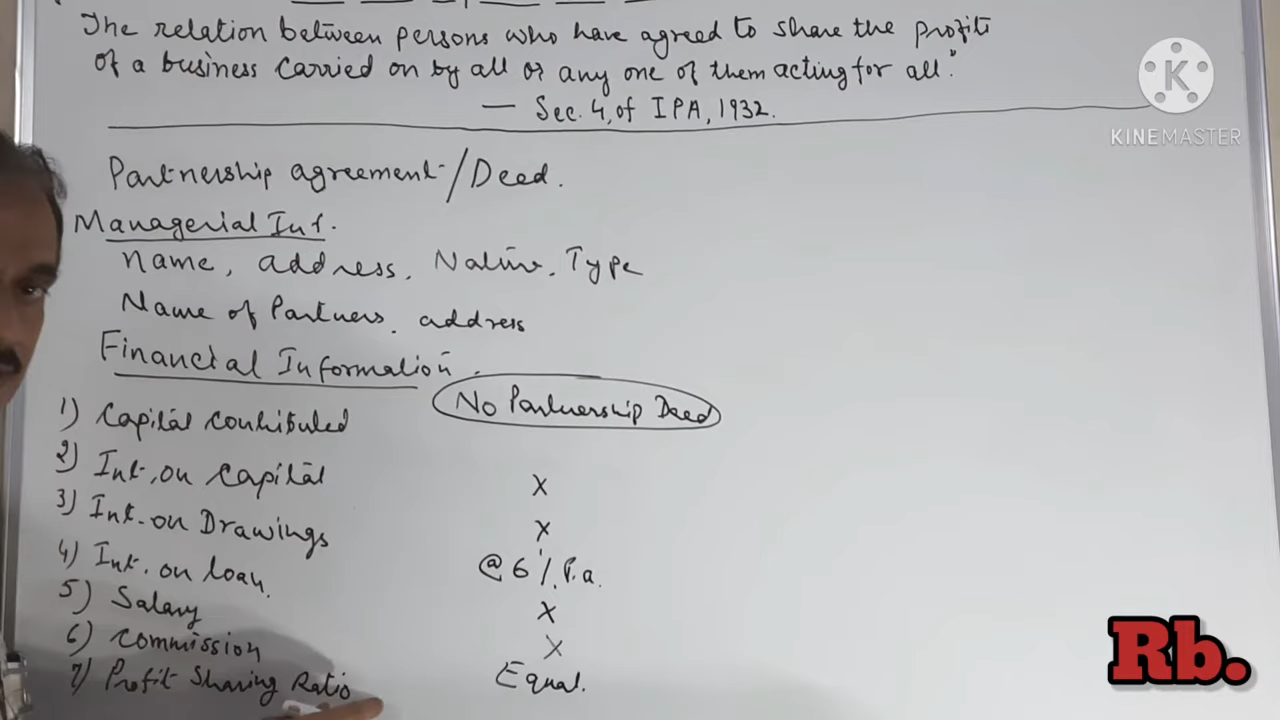 The relation between persons who have agreed to share the profit
of a business carried on by all or any one of them acting for all".
— Sec. 4, of IPA, 1932.
Partnership agreement/Deed.
Managerial Inf.
Name, address, Nature, Type
Name of Partners, address
Financial Information.
No Partnership Deed
1) Capital contributed
2) Int. on Capital X
3) Int. on Drawings X
4) Int. on loan. @ 6%. P.a.
5) Salary X
6) Commission X
7) Profit Sharing Ratio Equal.
K
KINEMASTER
Rb.